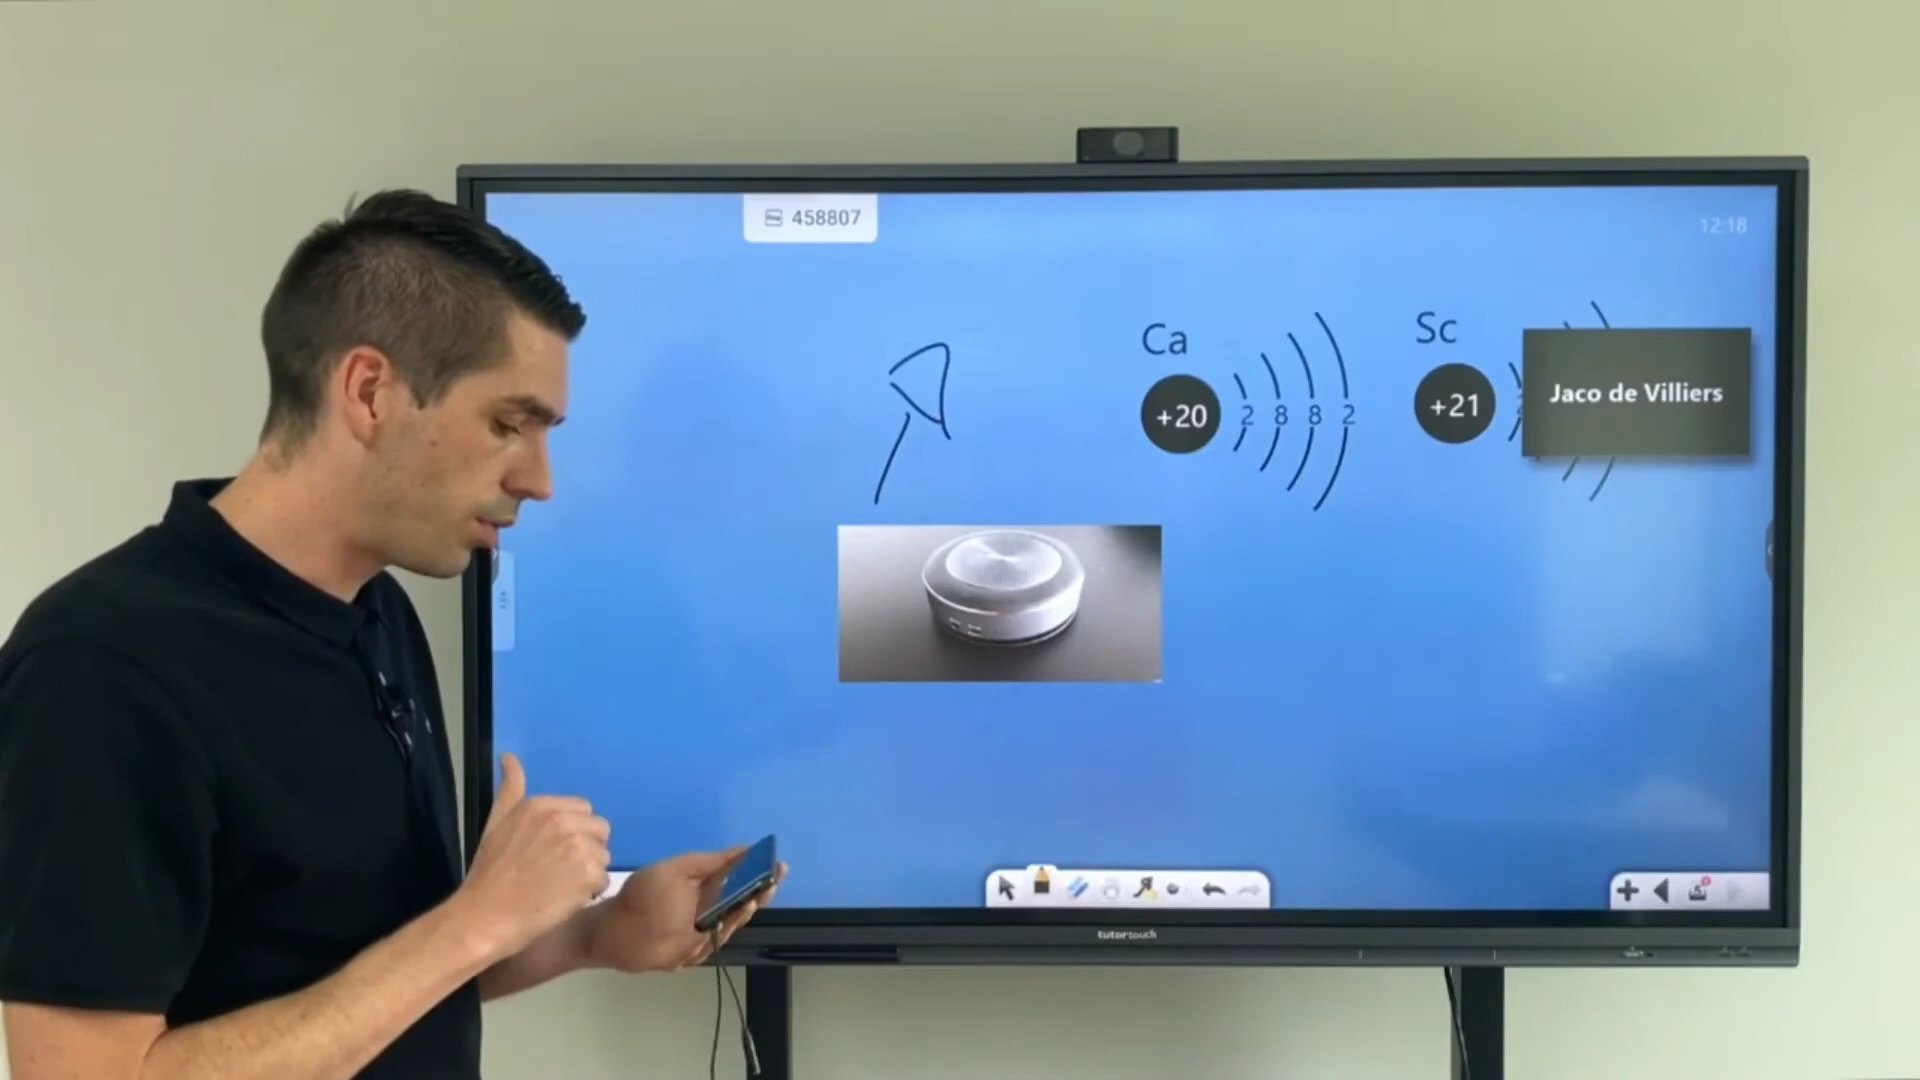 458807
12:18
Ca
+20 2 8 8 2
Sc
+21
Jaco de Villiers
tutortouch